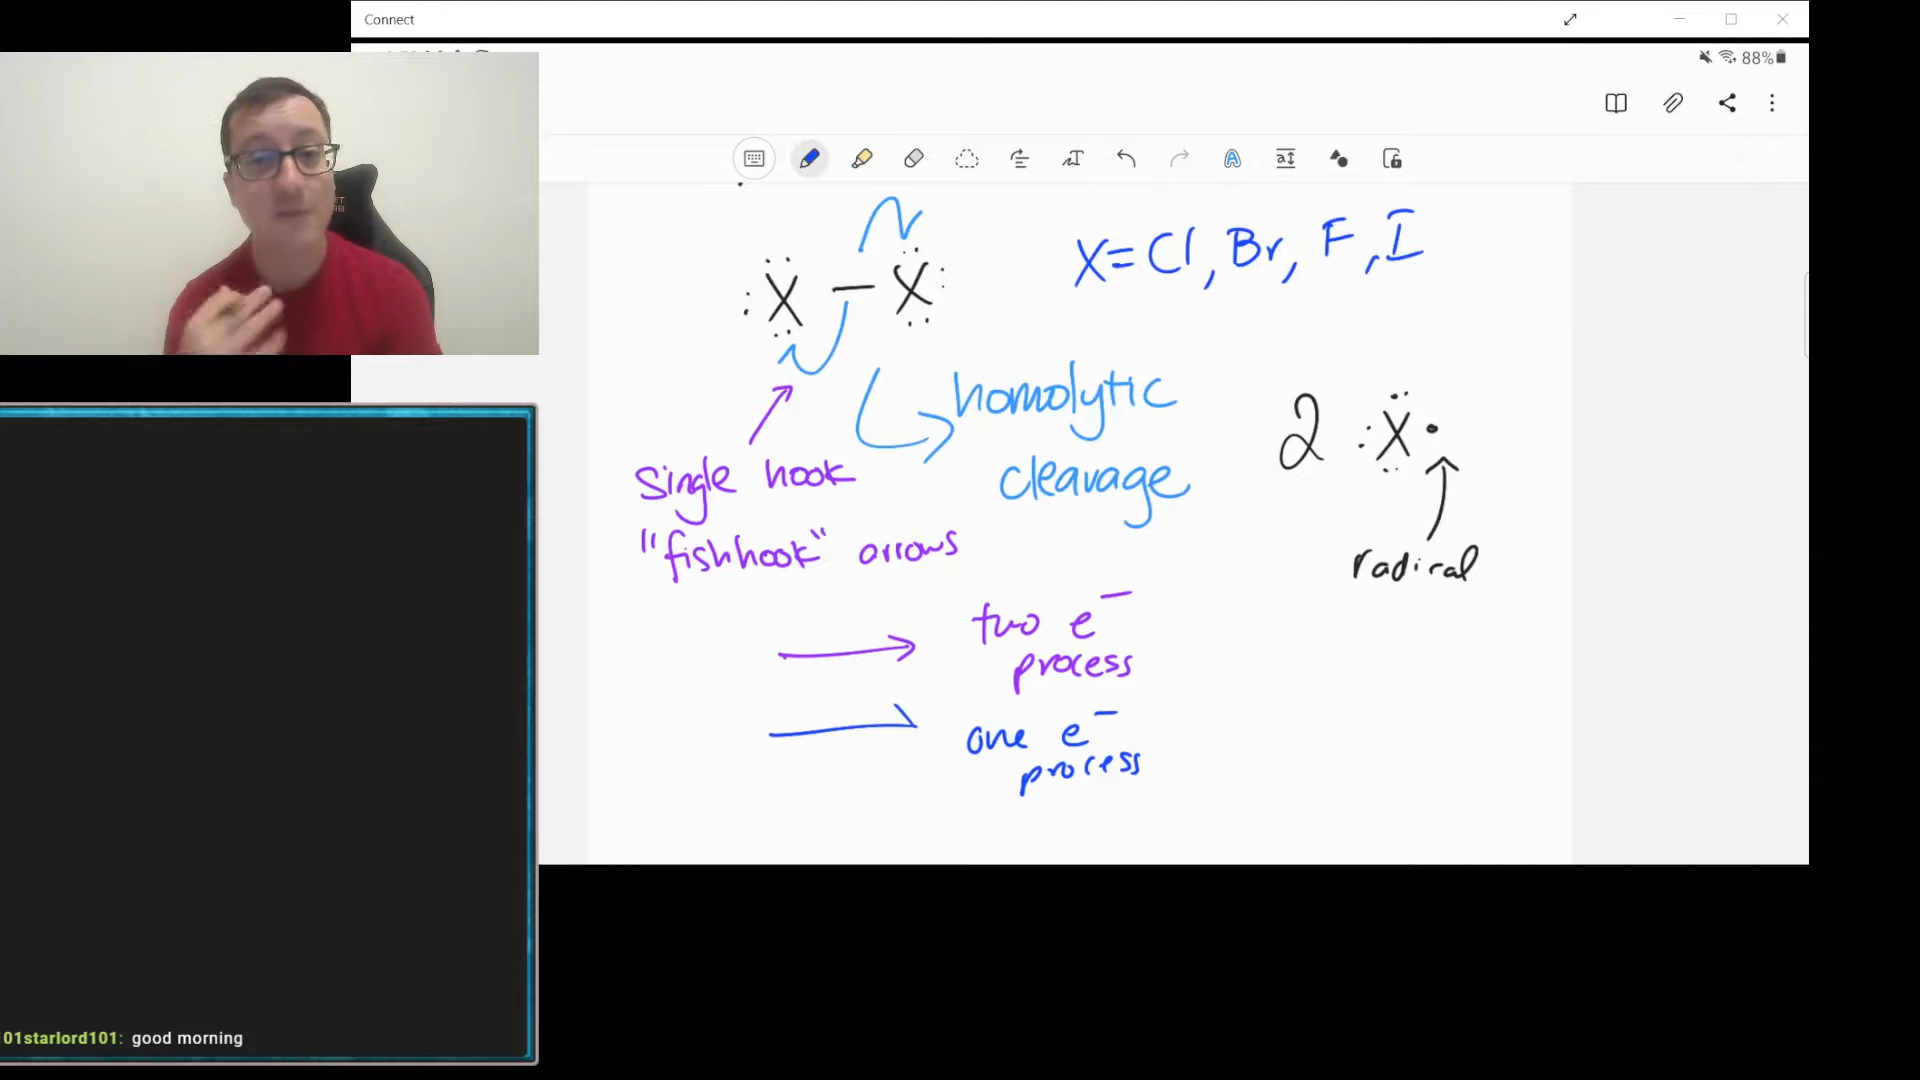 Connect
88%
X — X
X = Cl, Br, F, I
homolytic
cleavage
2 :X•
radical
single hook
"fishhook" arrows
two e⁻
process
one e⁻
process
01starlord101: good morning